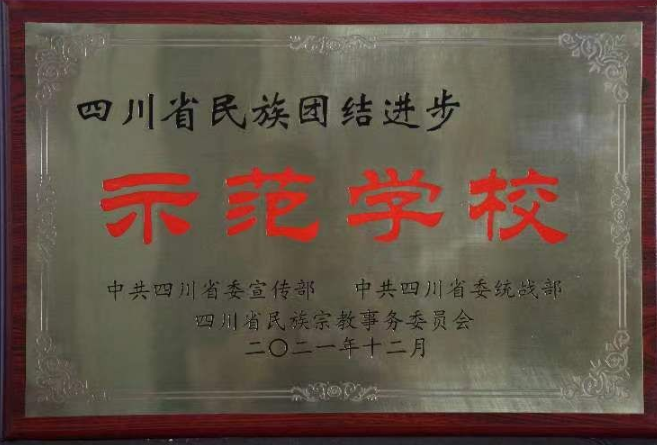 四川省民族团结进步
示范学校
中共四川省委宣传部 中共四川省委统战部
四川省民族宗教事务委员会
二〇二一年十二月